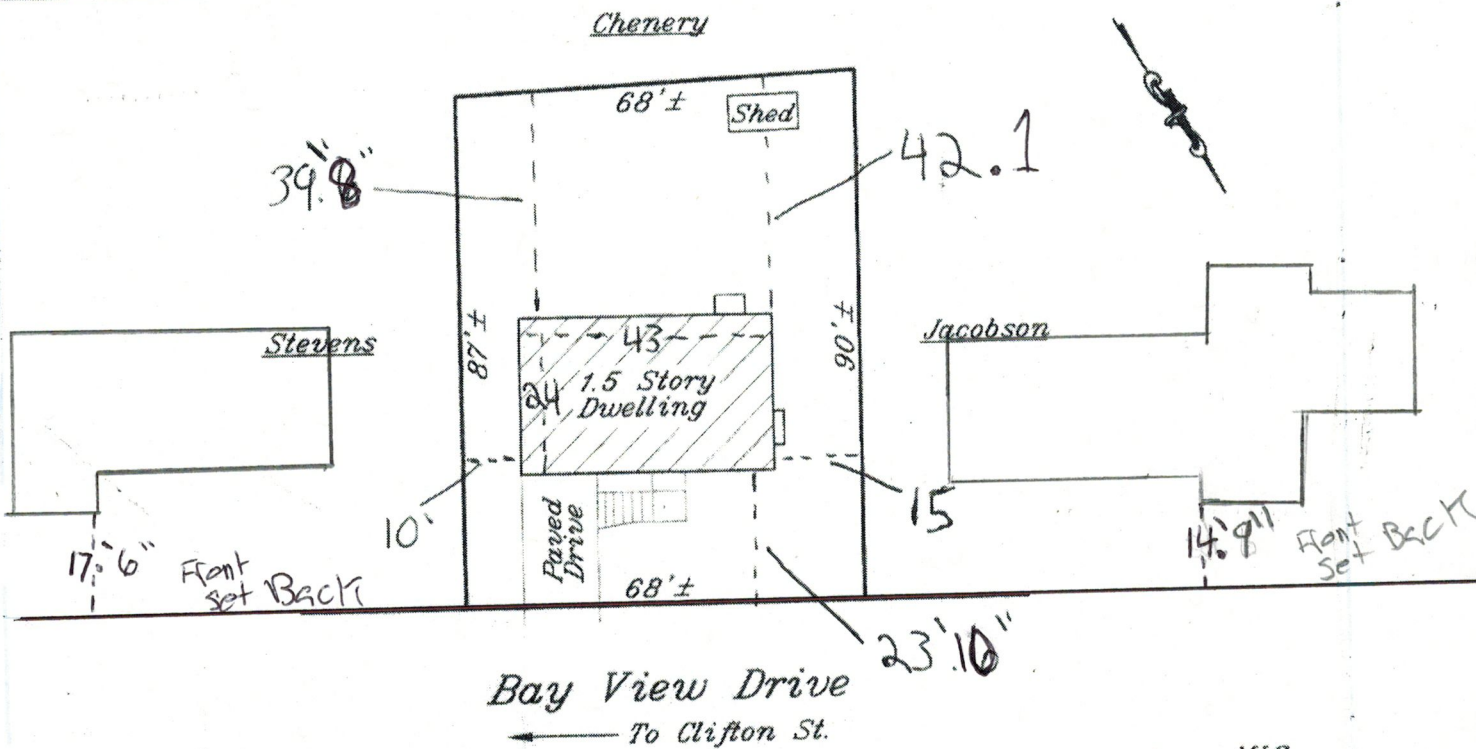 Chenery
68'±
Shed
39'.8"
42.1
Stevens
87'±
43
90'±
Jacobson
24
1.5 Story
Dwelling
10'
15
Paved
Drive
17'.6"
Front
Set Back
14'.9"
Front
Set Back
68'±
23'.10"
Bay View Drive
To Clifton St.